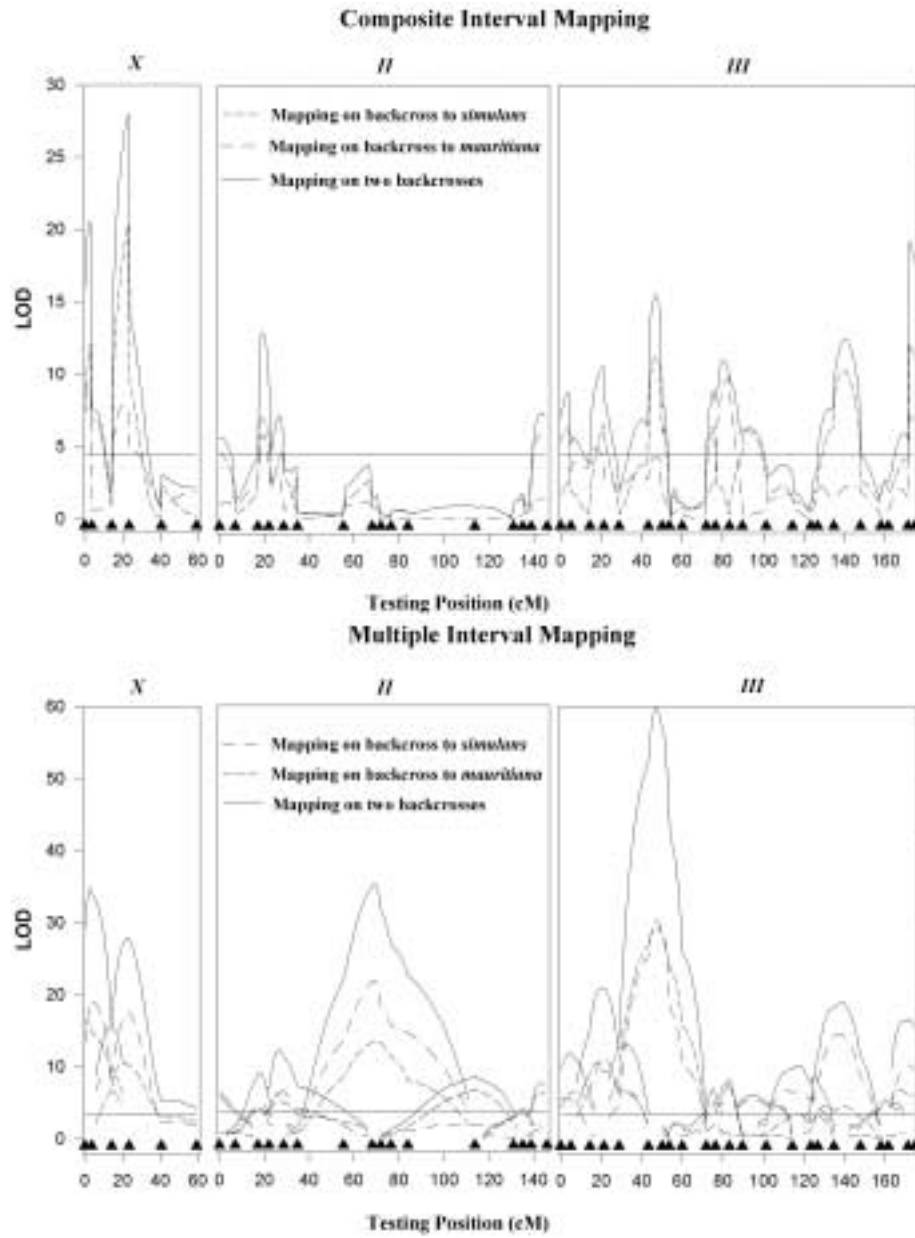 Composite Interval Mapping
X
II
III
30
25
20
15
10
5
0
LOD
Mapping on backcross to simulans
Mapping on backcross to mauritiana
Mapping on two backcrosses
0 20 40 60
0 20 40 60 80 100 120 140
0 20 40 60 80 100 120 140 160
Testing Position (cM)
Multiple Interval Mapping
X
II
III
60
50
40
30
20
10
0
LOD
Mapping on backcross to simulans
Mapping on backcross to mauritiana
Mapping on two backcrosses
0 20 40 60
0 20 40 60 80 100 120 140
0 20 40 60 80 100 120 140 160
Testing Position (cM)